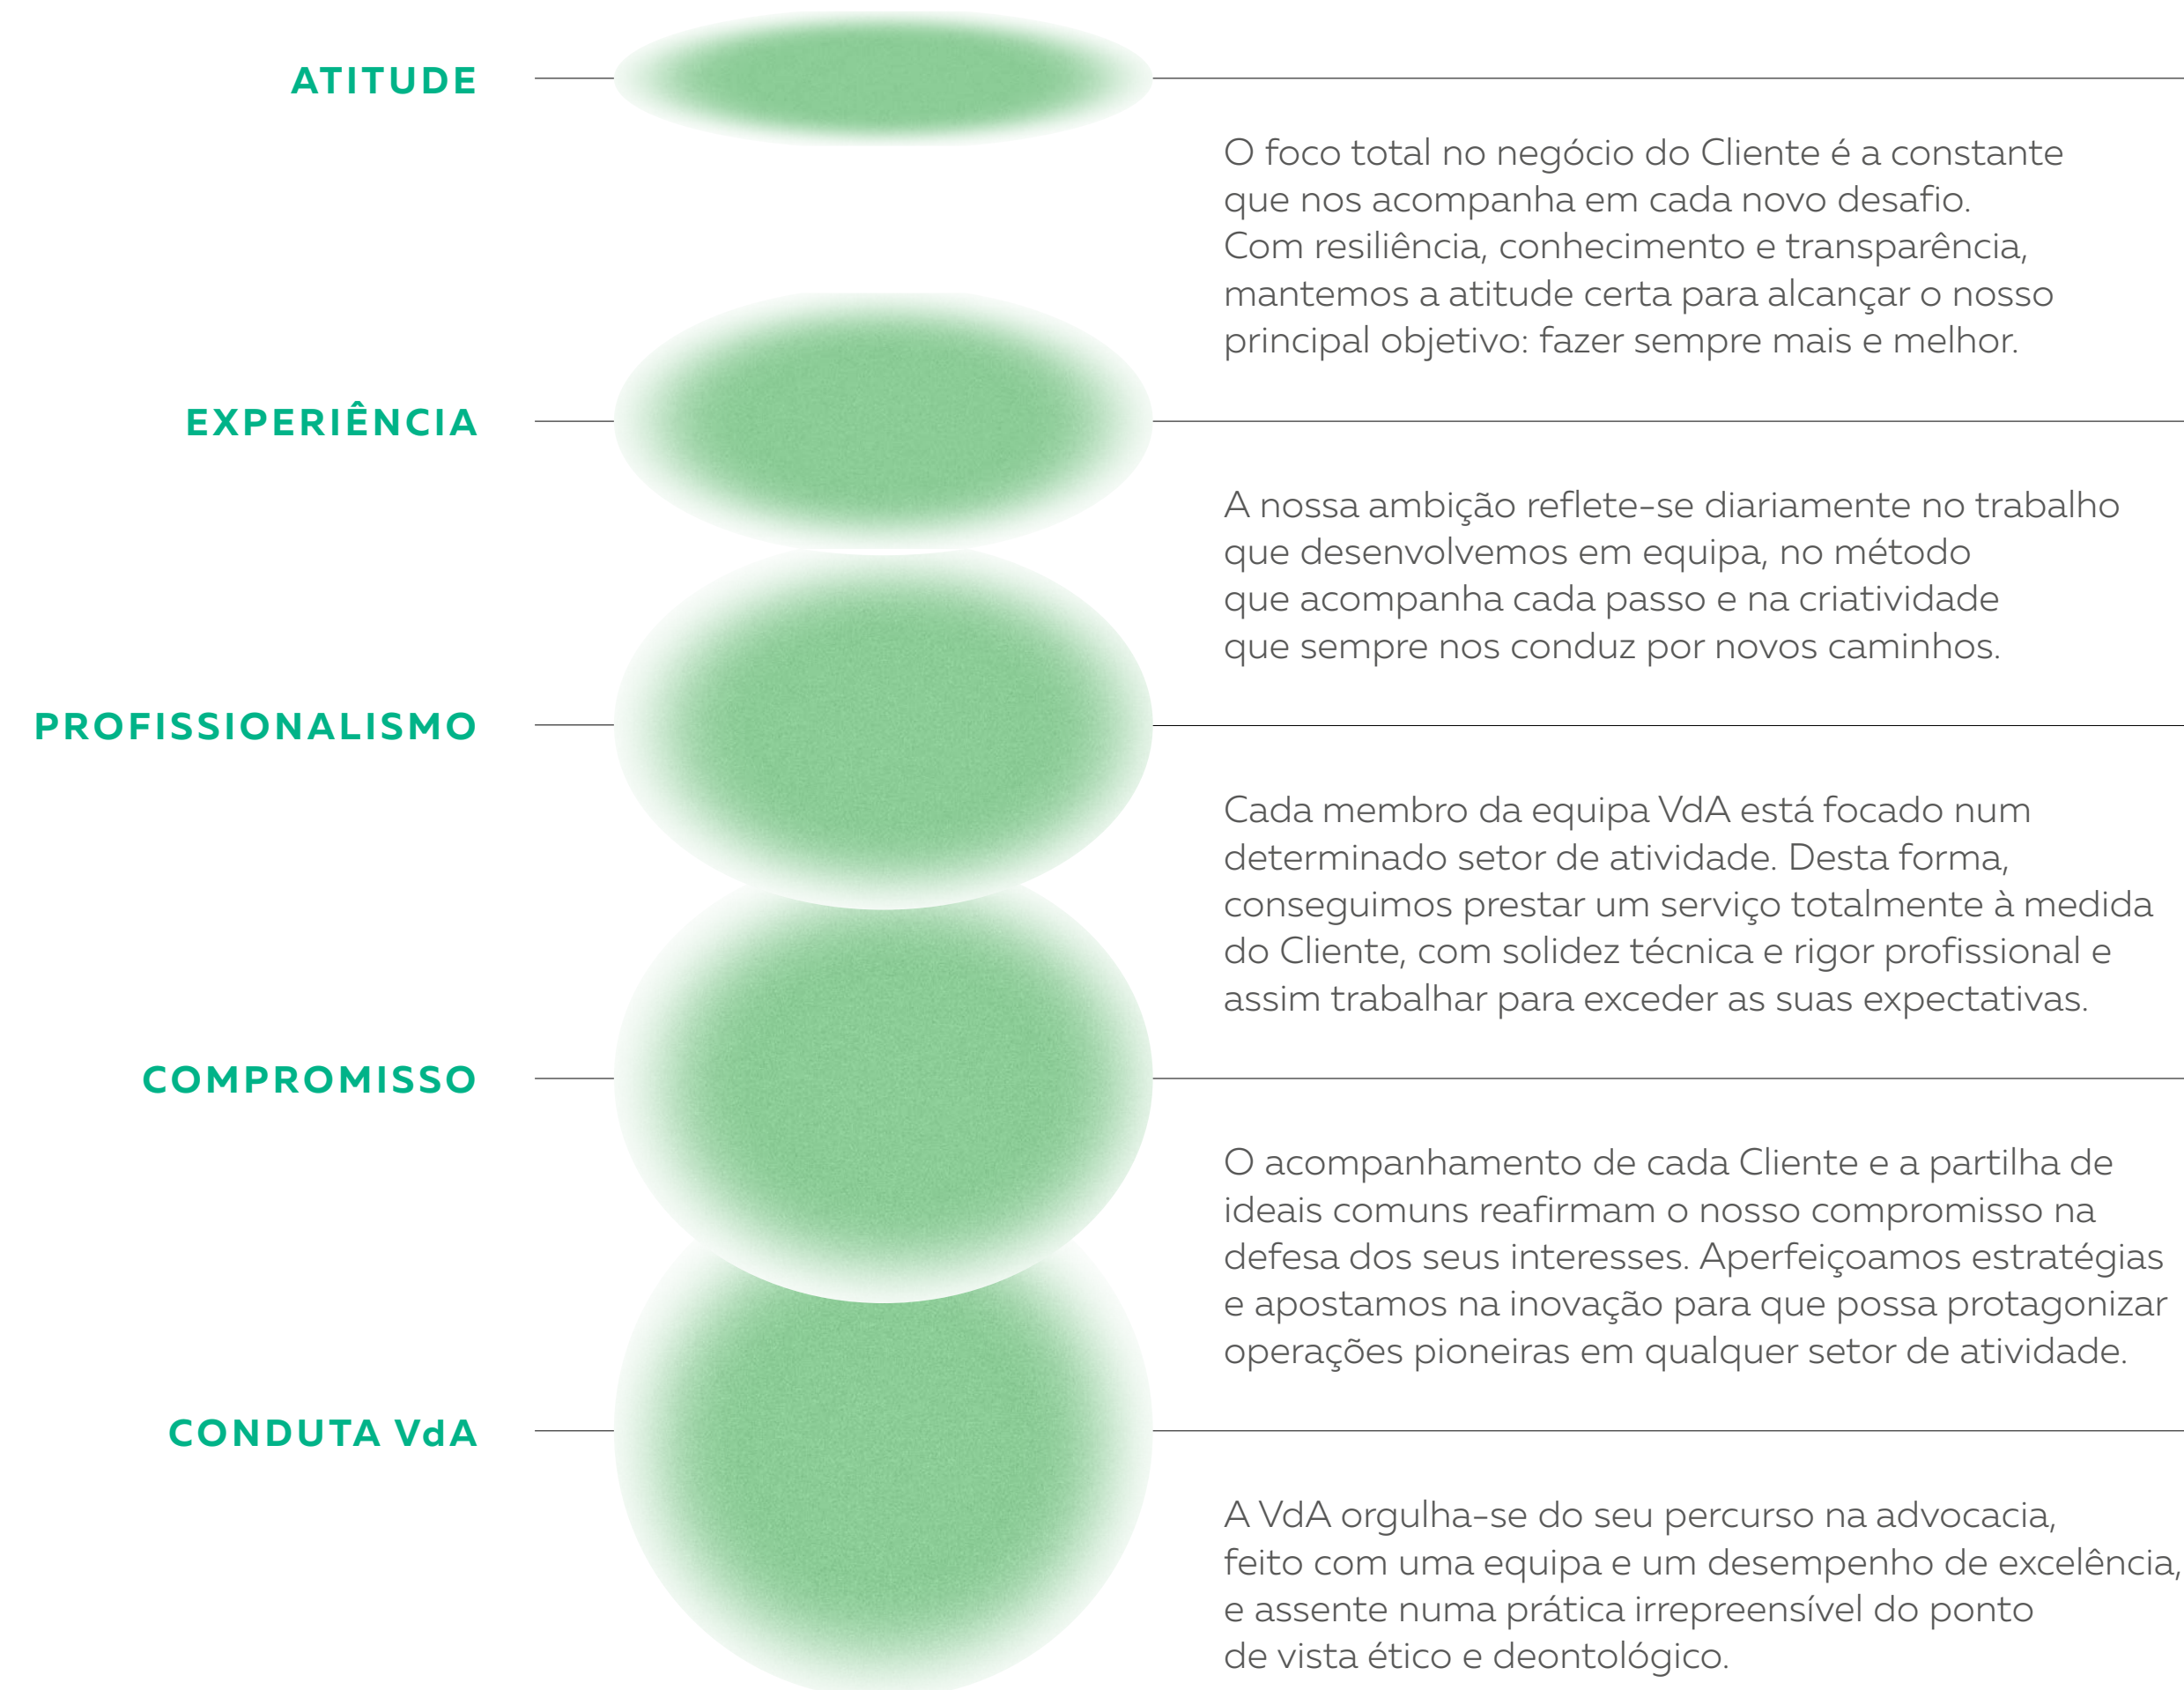 ATITUDE
O foco total no negócio do Cliente é a constante
que nos acompanha em cada novo desafio.
Com resiliência, conhecimento e transparência,
mantemos a atitude certa para alcançar o nosso
principal objetivo: fazer sempre mais e melhor.
EXPERIÊNCIA
A nossa ambição reflete-se diariamente no trabalho
que desenvolvemos em equipa, no método
que acompanha cada passo e na criatividade
que sempre nos conduz por novos caminhos.
PROFISSIONALISMO
Cada membro da equipa VdA está focado num
determinado setor de atividade. Desta forma,
conseguimos prestar um serviço totalmente à medida
do Cliente, com solidez técnica e rigor profissional e
assim trabalhar para exceder as suas expectativas.
COMPROMISSO
O acompanhamento de cada Cliente e a partilha de
ideais comuns reafirmam o nosso compromisso na
defesa dos seus interesses. Aperfeiçoamos estratégias
e apostamos na inovação para que possa protagonizar
operações pioneiras em qualquer setor de atividade.
CONDUTA VdA
A VdA orgulha-se do seu percurso na advocacia,
feito com uma equipa e um desempenho de excelência,
e assente numa prática irrepreensível do ponto
de vista ético e deontológico.